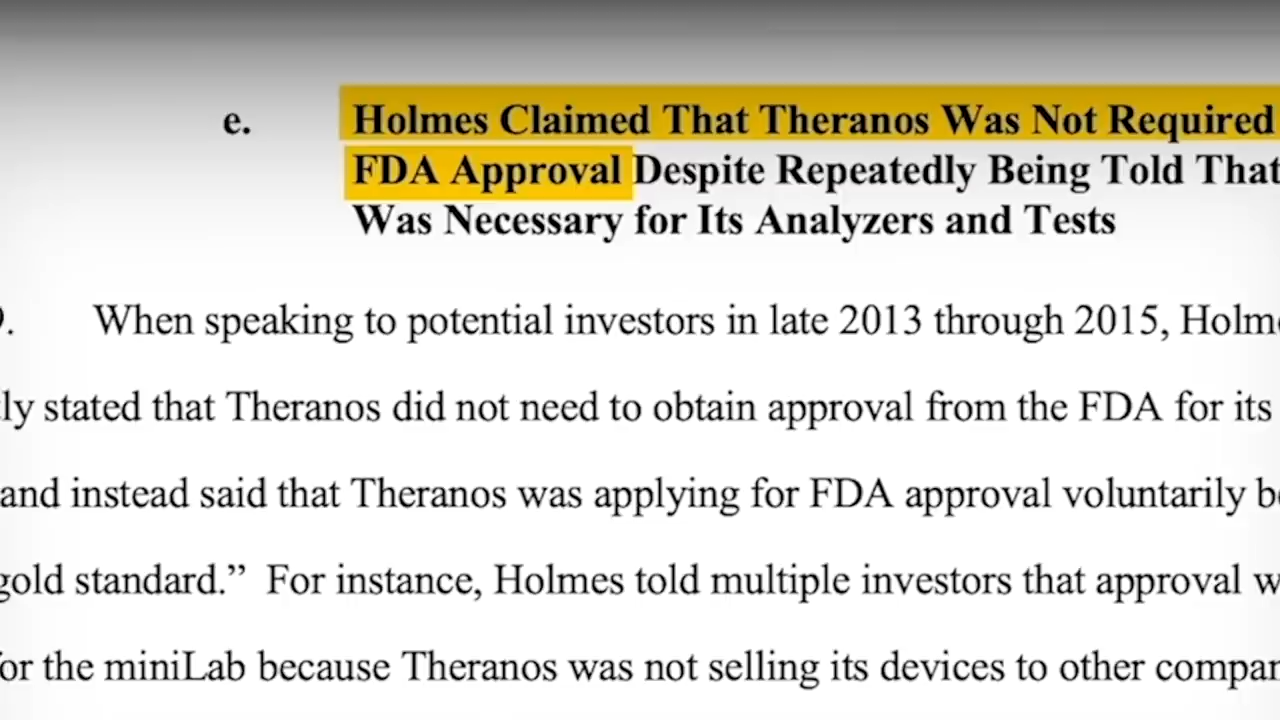 e. Holmes Claimed That Theranos Was Not Required
FDA Approval Despite Repeatedly Being Told That
Was Necessary for Its Analyzers and Tests
When speaking to potential investors in late 2013 through 2015, Holm
stated that Theranos did not need to obtain approval from the FDA for its
and instead said that Theranos was applying for FDA approval voluntarily
gold standard.” For instance, Holmes told multiple investors that approval
for the miniLab because Theranos was not selling its devices to other compan